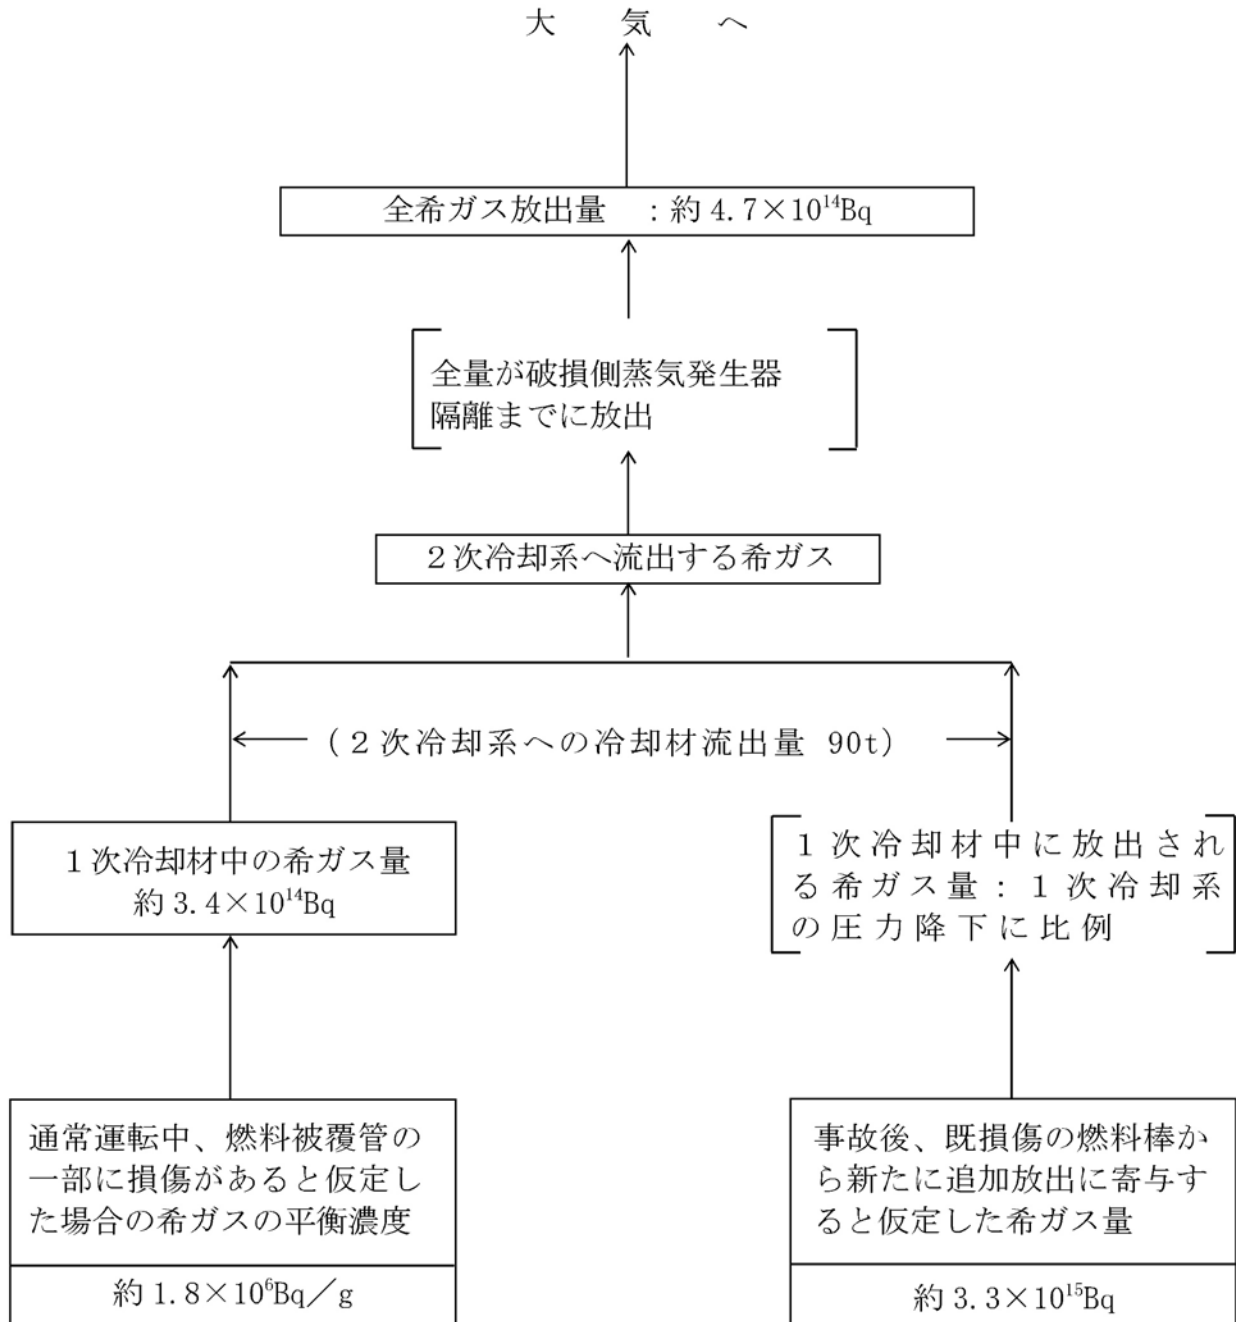 大 気 へ
全希ガス放出量 :約 4.7×10¹⁴Bq
全量が破損側蒸気発生器
隔離までに放出
2次冷却系へ流出する希ガス
(2次冷却系への冷却材流出量 90t)
1次冷却材中の希ガス量
約 3.4×10¹⁴Bq
1次冷却材中に放出され
る希ガス量:1次冷却系
の圧力降下に比例
通常運転中、燃料被覆管の
一部に損傷があると仮定し
た場合の希ガスの平衡濃度
約 1.8×10⁶Bq/g
事故後、既損傷の燃料棒か
ら新たに追加放出に寄与す
ると仮定した希ガス量
約 3.3×10¹⁵Bq